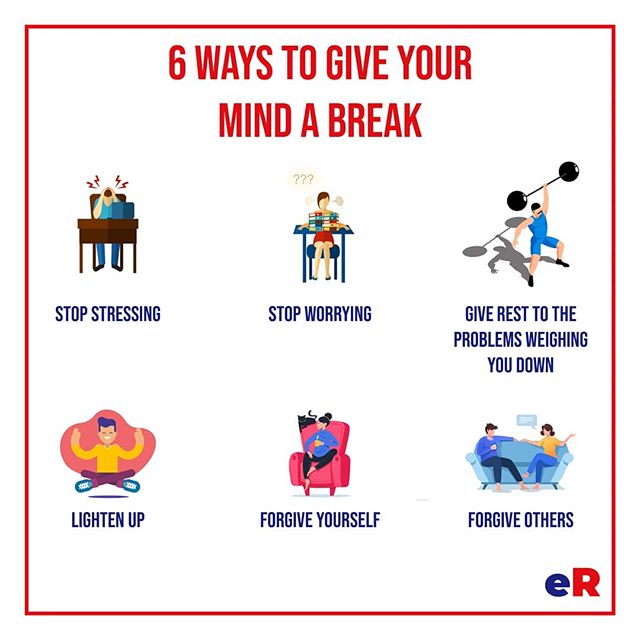 6 WAYS TO GIVE YOUR
MIND A BREAK
???
STOP STRESSING
STOP WORRYING
GIVE REST TO THE
PROBLEMS WEIGHING
YOU DOWN
LIGHTEN UP
FORGIVE YOURSELF
FORGIVE OTHERS
eR